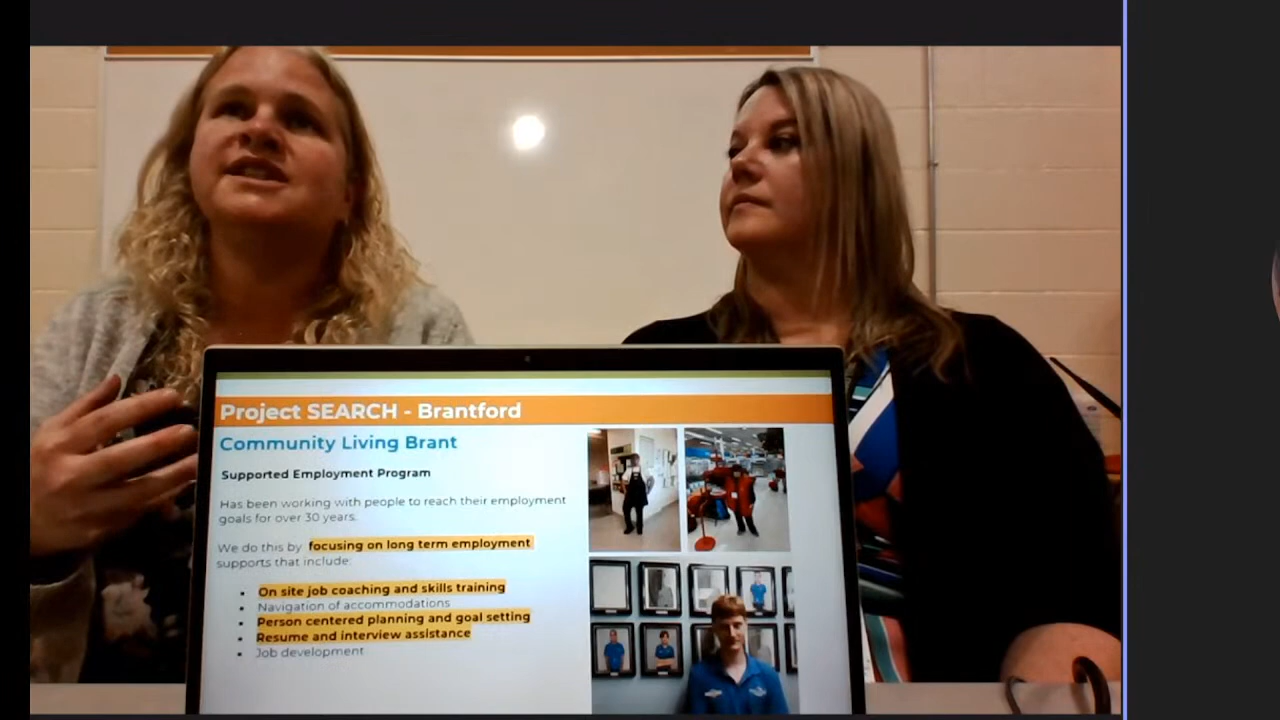 Project SEARCH - Brantford
Community Living Brant
Supported Employment Program
Has been working with people to reach their employment
goals for over 30 years.
We do this by focusing on long term employment
supports that include:
On site job coaching and skills training
Navigation of accommodations
Person centered planning and goal setting
Resume and interview assistance
Job development